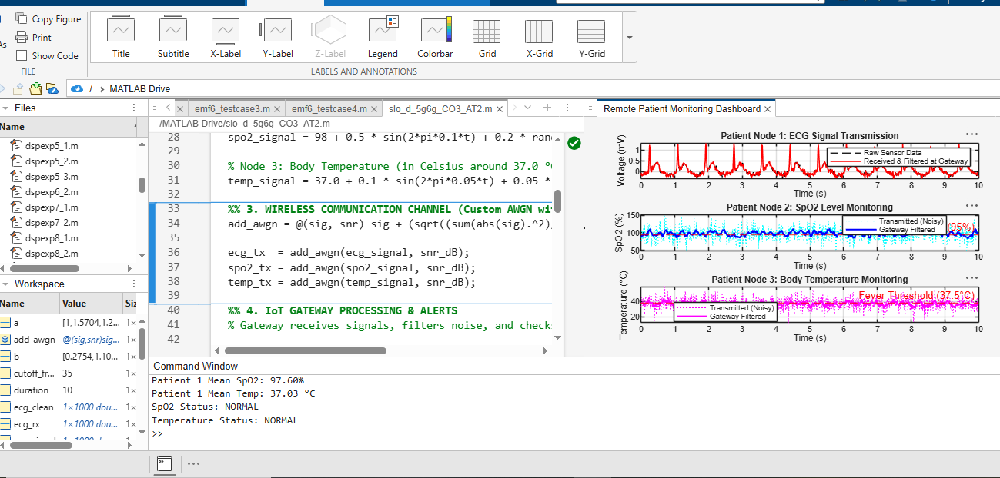 Copy Figure
Print
As
Show Code
FILE
Title
Subtitle
X-Label
Y-Label
Z-Label
Legend
Colorbar
Grid
X-Grid
Y-Grid
LABELS AND ANNOTATIONS
/ > MATLAB Drive
Files
Name
dspexp5_1.m
dspexp5_2.m
dspexp5_3.m
dspexp6_2.m
dspexp7_1.m
dspexp7_2.m
dspexp8_1.m
dspexp8_2.m
Workspace
Name Value Siz
a [1,1.5704,1.2... 1×
add_awgn @(sig,snr)sig... 1×
b [0.2754,1.10... 1×
cutoff_fr... 35 1×
duration 10 1×
ecg_clean 1×1000 dou... 1×
ecg_rx 1×1000 dou... 1×
emf6_testcase3.m
emf6_testcase4.m
slo_d_5g6g_CO3_AT2.m
/MATLAB Drive/slo_d_5g6g_CO3_AT2.m
28 spo2_signal = 98 + 0.5 * sin(2*pi*0.1*t) + 0.2 * ran
29
30 % Node 3: Body Temperature (in Celsius around 37.0 º
31 temp_signal = 37.0 + 0.1 * sin(2*pi*0.05*t) + 0.05 *
32
33 %% 3. WIRELESS COMMUNICATION CHANNEL (Custom AWGN wi
34 add_awgn = @(sig, snr) sig + (sqrt((sum(abs(sig).^2)
35
36 ecg_tx = add_awgn(ecg_signal, snr_dB);
37 spo2_tx = add_awgn(spo2_signal, snr_dB);
38 temp_tx = add_awgn(temp_signal, snr_dB);
39
40 %% 4. IoT GATEWAY PROCESSING & ALERTS
41 % Gateway receives signals, filters noise, and check
42
Command Window
Patient 1 Mean SpO2: 97.60%
Patient 1 Mean Temp: 37.03 °C
SpO2 Status: NORMAL
Temperature Status: NORMAL
>>
Remote Patient Monitoring Dashboard
Patient Node 1: ECG Signal Transmission
Voltage (mV)
1
0.5
0
Raw Sensor Data
Received & Filtered at Gateway
0 1 2 3 4 5 6 7 8 9 10
Time (s)
Patient Node 2: SpO2 Level Monitoring
SpO2 (%)
150
100
50
Transmitted (Noisy)
Gateway Filtered
(95%)
0 1 2 3 4 5 6 7 8 9 10
Time (s)
Patient Node 3: Body Temperature Monitoring
Temperature (°C)
40
20
Fever Threshold (37.5°C)
Transmitted (Noisy)
Gateway Filtered
0 1 2 3 4 5 6 7 8 9 10
Time (s)